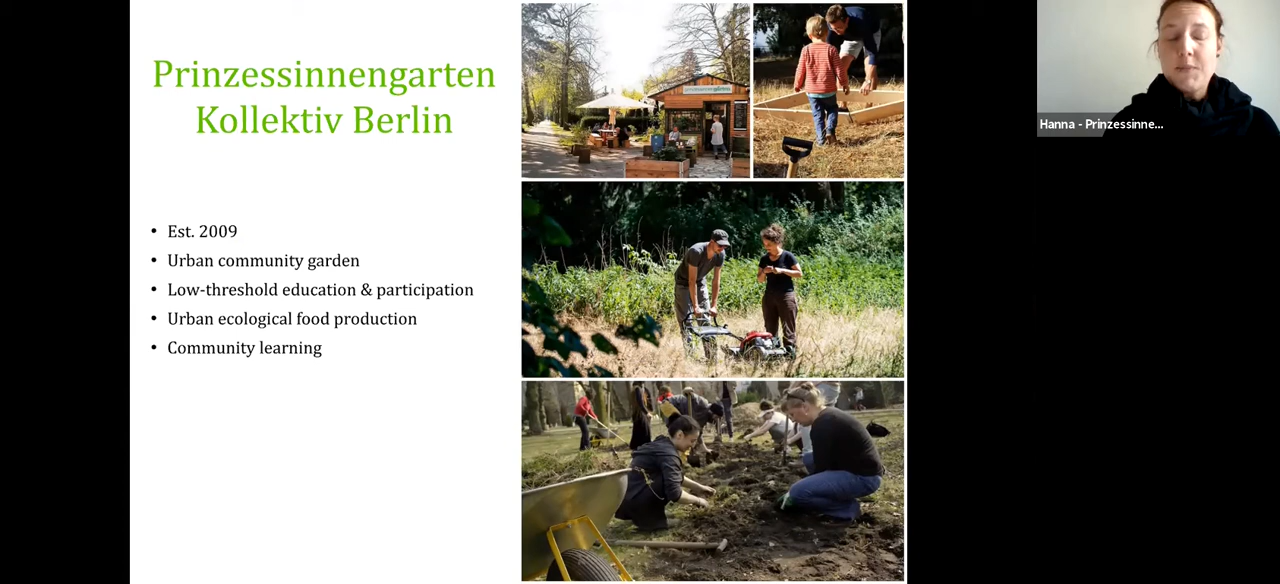 Prinzessinnengarten
Kollektiv Berlin
• Est. 2009
• Urban community garden
• Low-threshold education & participation
• Urban ecological food production
• Community learning
Hanna - Prinzessinne...